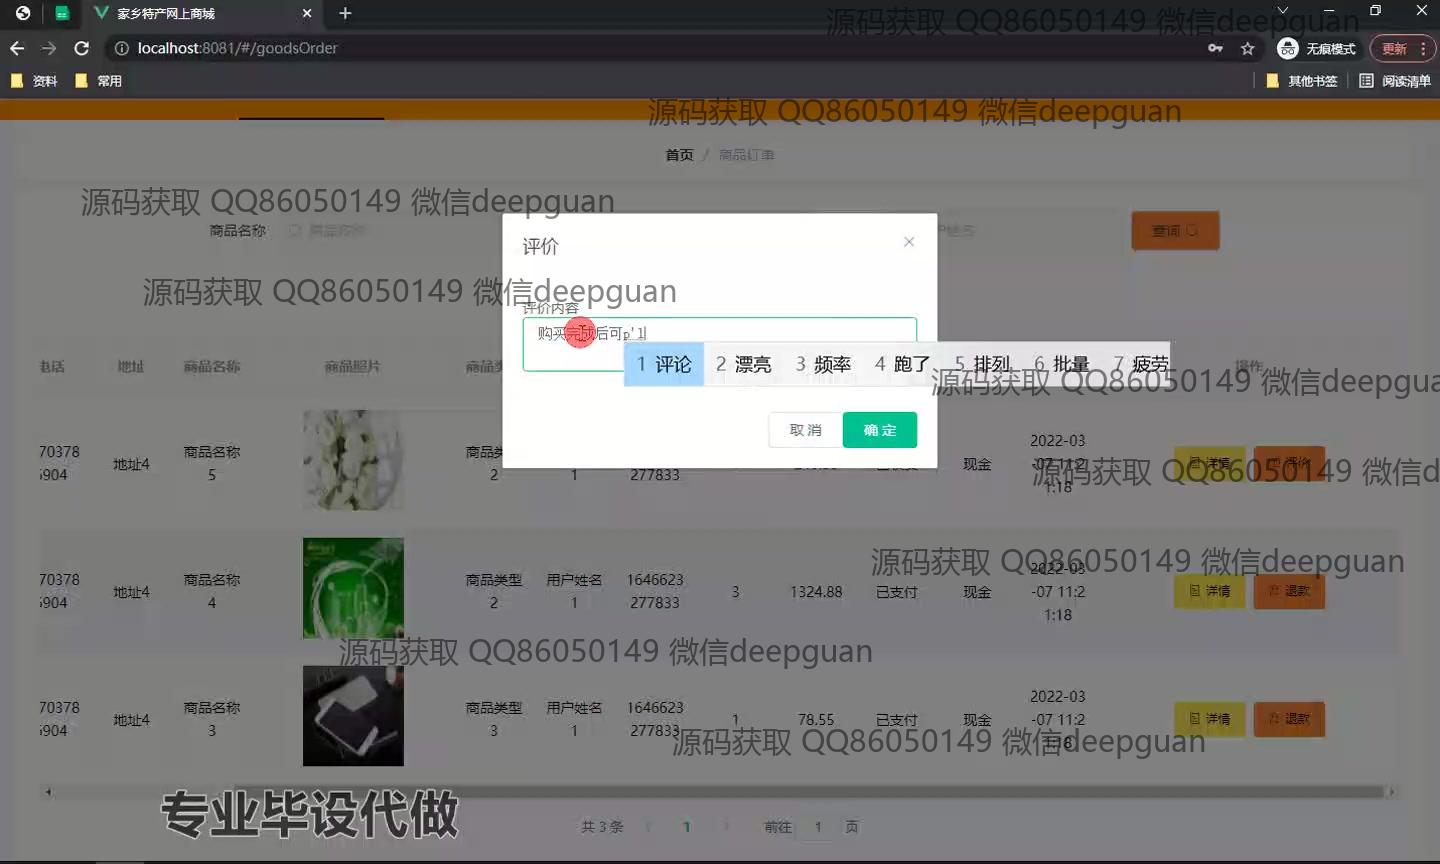 家乡特产网上商城
localhost:8081/#/goodsOrder
无痕模式
更新
资料
常用
其他书签
阅读清单
源码获取 QQ86050149 微信deepguan
源码获取 QQ86050149 微信deepguan
首页 / 商品订单
源码获取 QQ86050149 微信deepguan
商品名称
商品名称
户姓名
查询
评价
源码获取 QQ86050149 微信deepguan
评价内容
购买完成后可p'l
1 评论 2 漂亮 3 频率 4 跑了 5 排列 6 批量 7 疲劳
电话 地址 商品名称 商品照片 操作
源码获取 QQ86050149 微信deepgua
取消
确定
70378
地址4
商品名称
5
2
1
277833
现金
2022-03
-07 11:2
1:18
详情
评价
源码获取 QQ86050149 微信d
源码获取 QQ86050149 微信deepguan
70378
地址4
商品名称
4
商品类型
2
用户姓名
1
1646623
277833
3
1324.88
已支付
现金
2022-03
-07 11:2
1:18
详情
退款
源码获取 QQ86050149 微信deepguan
70378
地址4
商品名称
3
商品类型
3
用户姓名
1
1646623
277833
1
78.55
已支付
现金
2022-03
-07 11:2
1:18
详情
退款
源码获取 QQ86050149 微信deepguan
专业毕设代做
共 3 条
1
前往 1 页